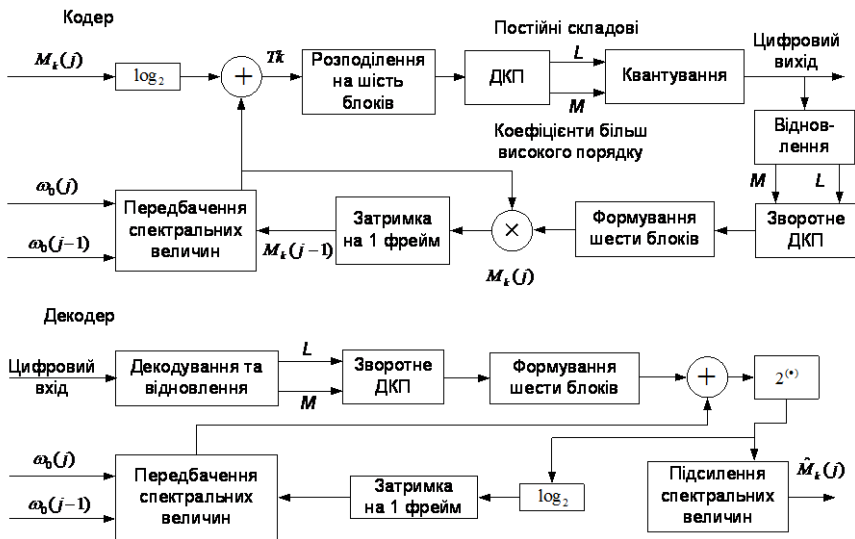 Кодер
M_k(j)
log₂
+
Tk
Розподілення
на шість
блоків
ДКП
Постійні складові
L
M
Коефіцієнти більш
високого порядку
Квантування
Цифровий
вихід
Віднов-
лення
M
L
ω₀(j)
ω₀(j−1)
Передбачення
спектральних
величин
Затримка
на 1 фрейм
M_k(j−1)
×
M_k(j)
Формування
шести блоків
Зворотне
ДКП
Декодер
Цифровий
вхід
Декодування та
відновлення
L
M
Зворотне
ДКП
Формування
шести блоків
+
2^(•)
ω₀(j)
ω₀(j−1)
Передбачення
спектральних
величин
Затримка
на 1 фрейм
log₂
Підсилення
спектральних
величин
M̂_k(j)